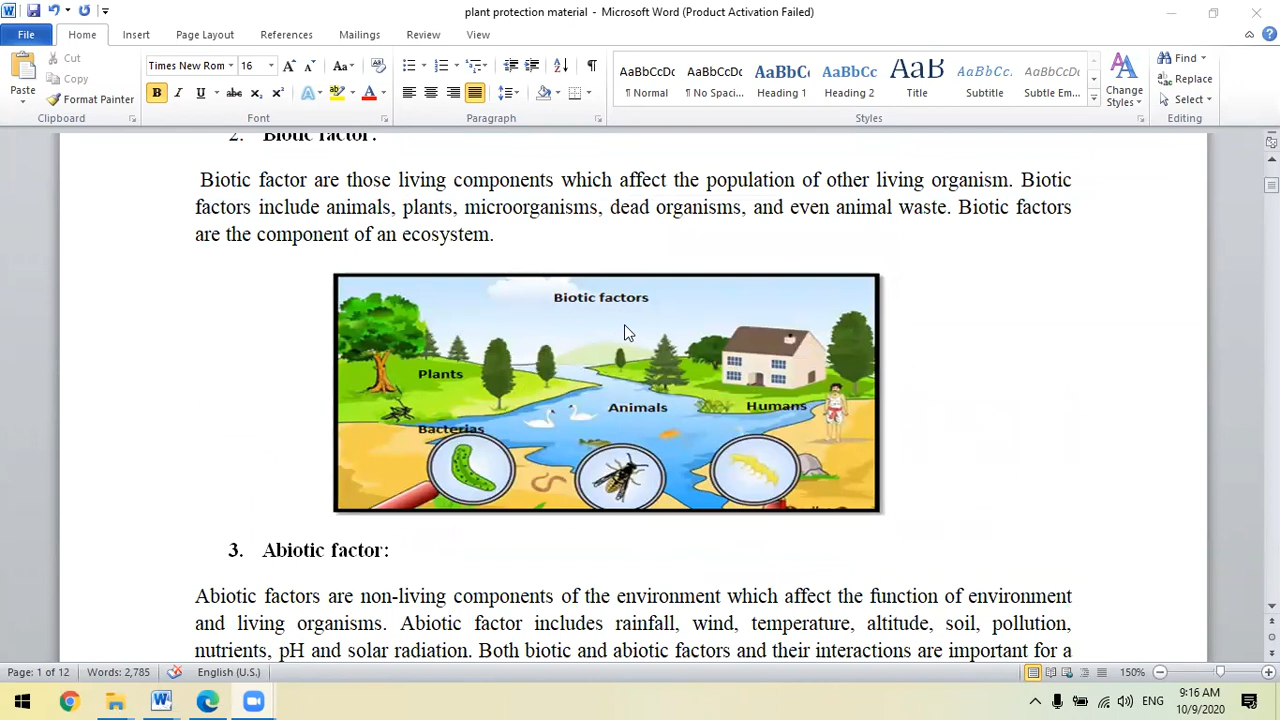 plant protection material - Microsoft Word (Product Activation Failed)
File Home Insert Page Layout References Mailings Review View
Paste
Cut
Copy
Format Painter
Clipboard
Times New Rom 16
Font
Paragraph
AaBbCcDc AaBbCcDc AaBbCc AaBbCc AaB AaBbCc. AaBbCcDc
¶ Normal ¶ No Spaci... Heading 1 Heading 2 Title Subtitle Subtle Em...
Change Styles
Styles
Find
Replace
Select
Editing
2. Biotic factor:
Biotic factor are those living components which affect the population of other living organism. Biotic
factors include animals, plants, microorganisms, dead organisms, and even animal waste. Biotic factors
are the component of an ecosystem.
Biotic factors
Plants
Animals
Humans
Bacterias
3. Abiotic factor:
Abiotic factors are non-living components of the environment which affect the function of environment
and living organisms. Abiotic factor includes rainfall, wind, temperature, altitude, soil, pollution,
nutrients, pH and solar radiation. Both biotic and abiotic factors and their interactions are important for a
Page: 1 of 12 Words: 2,785 English (U.S.) 150%
ENG
9:16 AM
10/9/2020